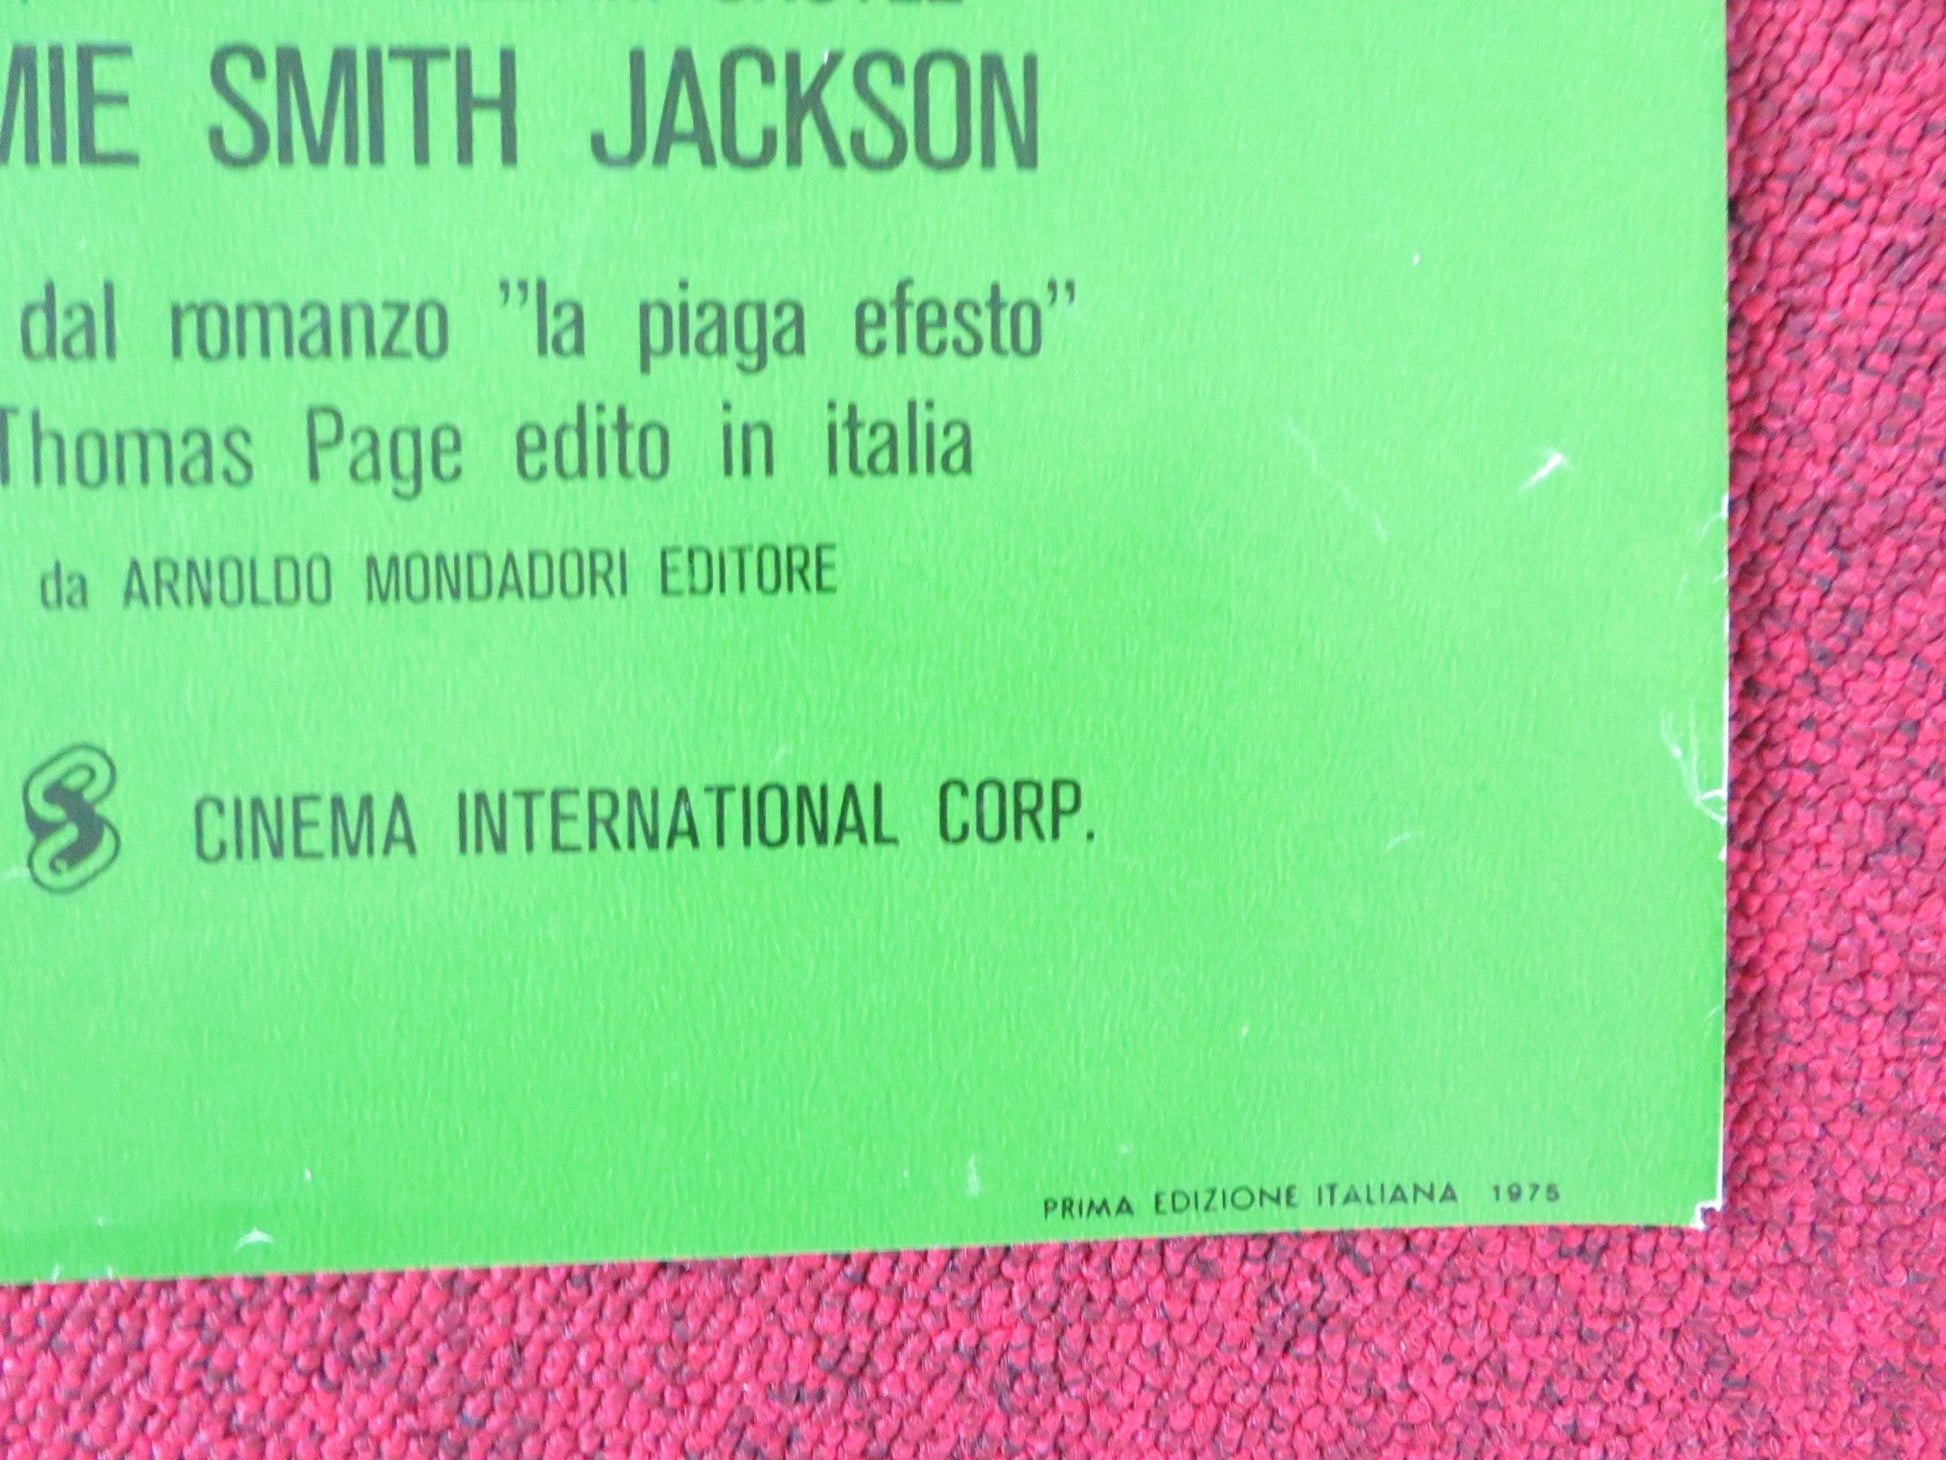 SMITH JACKSON
dal romanzo "la piaga efesto"
Thomas Page edito in italia
da ARNOLDO MONDADORI EDITORE
CINEMA INTERNATIONAL CORP.
PRIMA EDIZIONE ITALIANA 1975